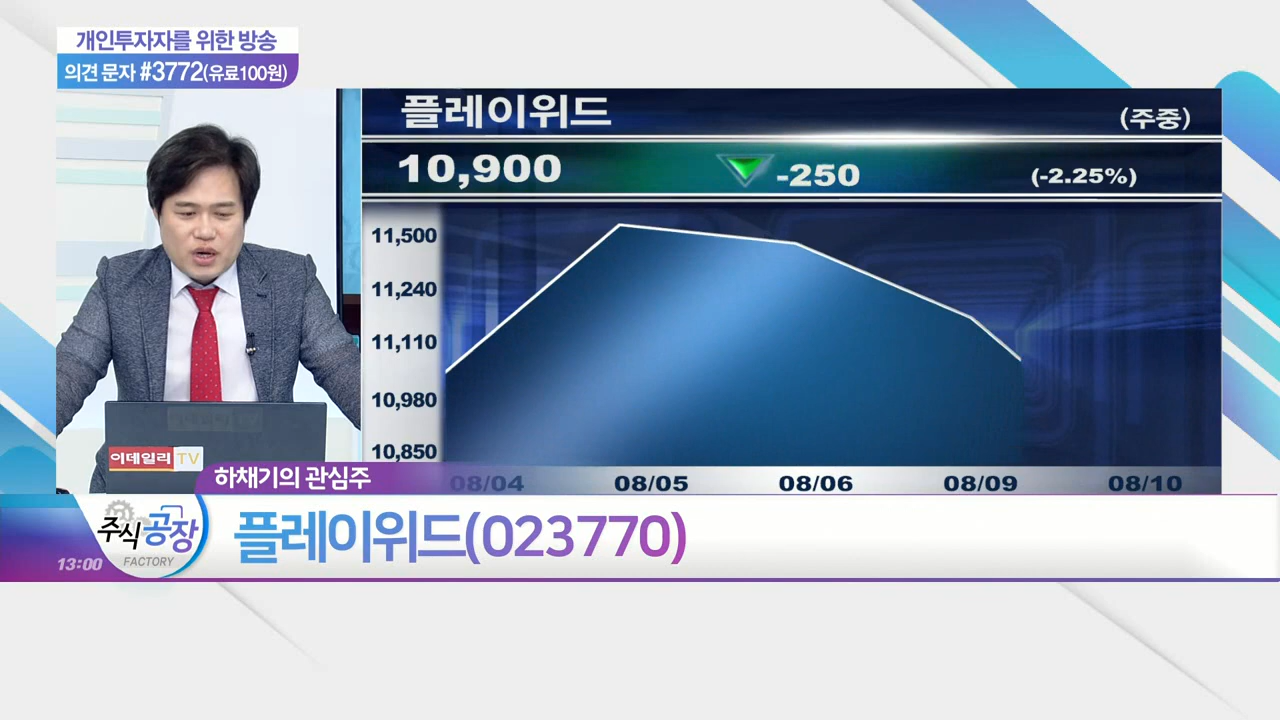 개인투자자를 위한 방송
의견 문자 #3772(유료100원)
플레이위드
(주중)
10,900
-250
(-2.25%)
11,500
11,240
11,110
10,980
10,850
08/04
08/05
08/06
08/09
08/10
이데일리 TV
하채기의 관심주
주식공장
FACTORY
13:00
플레이위드(023770)